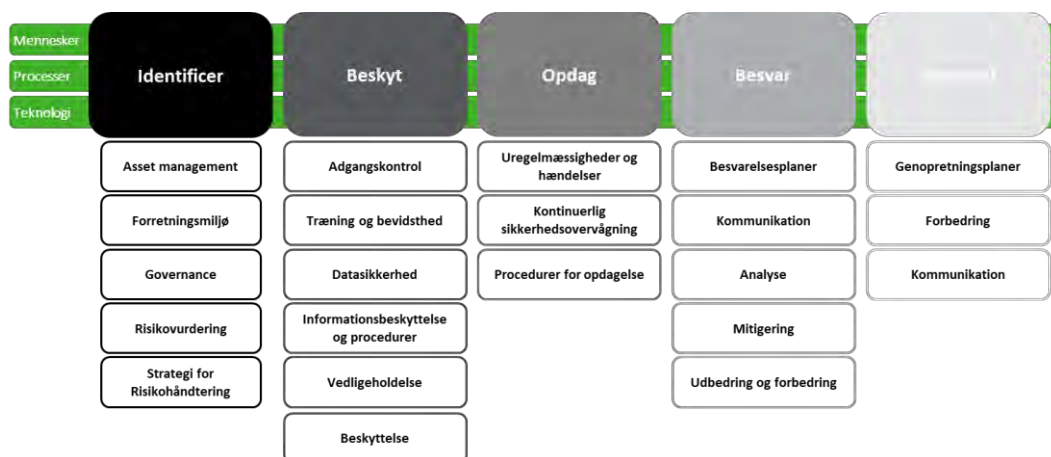 Mennesker
Processer
Teknologi
Identificer
Beskyt
Opdag
Besvar
Asset management
Forretningsmiljø
Governance
Risikovurdering
Strategi for
Risikohåndtering
Adgangskontrol
Træning og bevidsthed
Datasikkerhed
Informationsbeskyttelse
og procedurer
Vedligeholdelse
Beskyttelse
Uregelmæssigheder og
hændelser
Kontinuerlig
sikkerhedsovervågning
Procedurer for opdagelse
Besvarelsesplaner
Kommunikation
Analyse
Mitigering
Udbedring og forbedring
Genopretningsplaner
Forbedring
Kommunikation